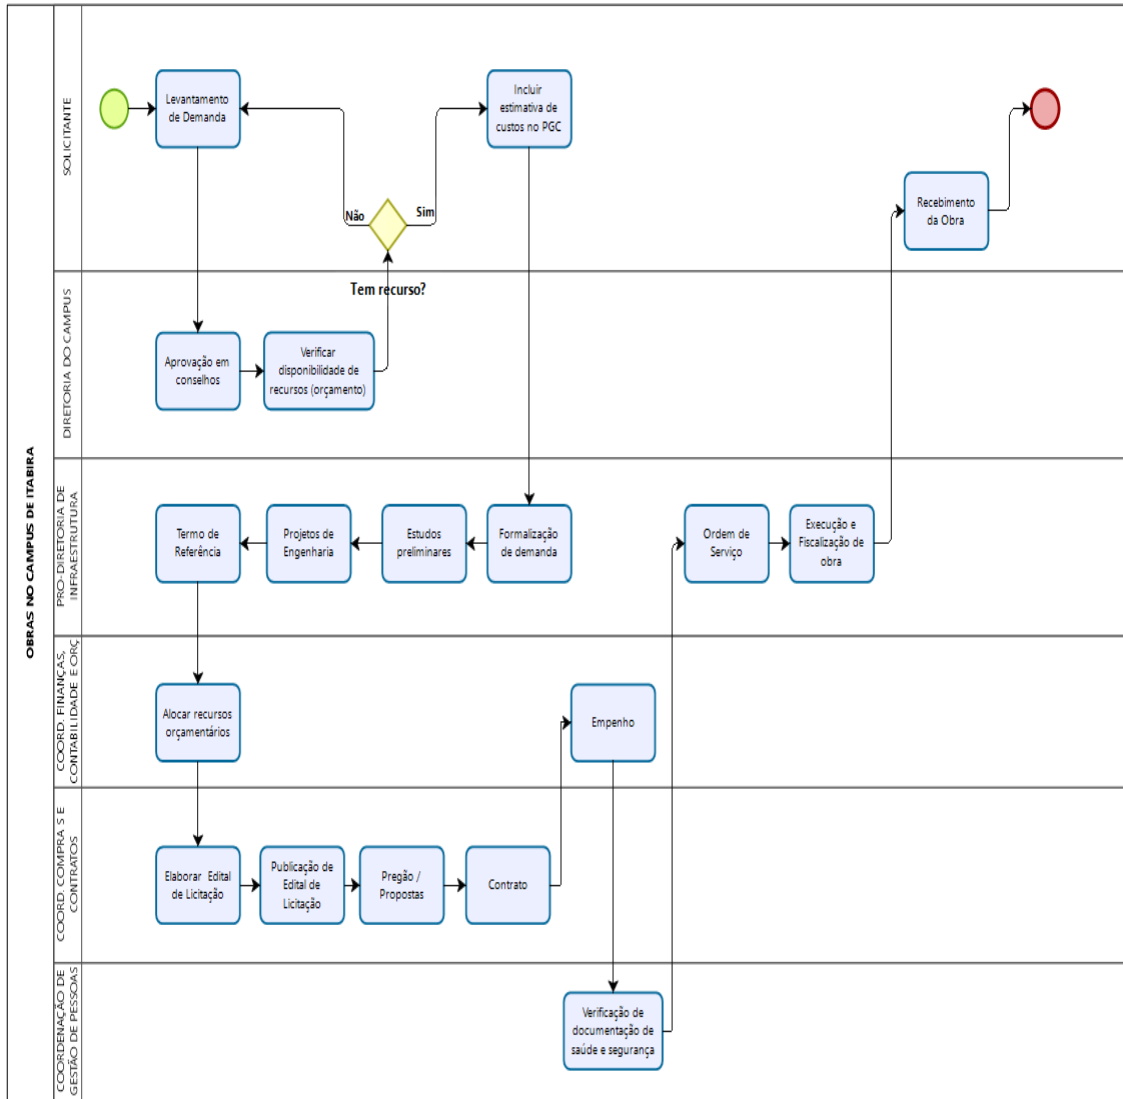 OBRAS NO CAMPUS DE ITABIRA
SOLICITANTE
Levantamento
de Demanda
Incluir
estimativa de
custos no PGC
Não
Sim
Recebimento
da Obra
DIRETORIA DO CAMPUS
Tem recurso?
Aprovação em
conselhos
Verificar
disponibilidade de
recursos (orçamento)
PRO-DIRETORIA DE
INFRAESTRUTURA
Termo de
Referência
Projetos de
Engenharia
Estudos
preliminares
Formalização
de demanda
Ordem de
Serviço
Execução e
Fiscalização de
obra
COORD. FINANÇAS,
CONTABILIDADE E ORÇ
Alocar recursos
orçamentários
Empenho
COORD. COMPRA S E
CONTRATOS
Elaborar Edital
de Licitação
Publicação de
Edital de
Licitação
Pregão /
Propostas
Contrato
COORDENAÇÃO DE
GESTÃO DE PESSOAS
Verificação de
documentação de
saúde e segurança